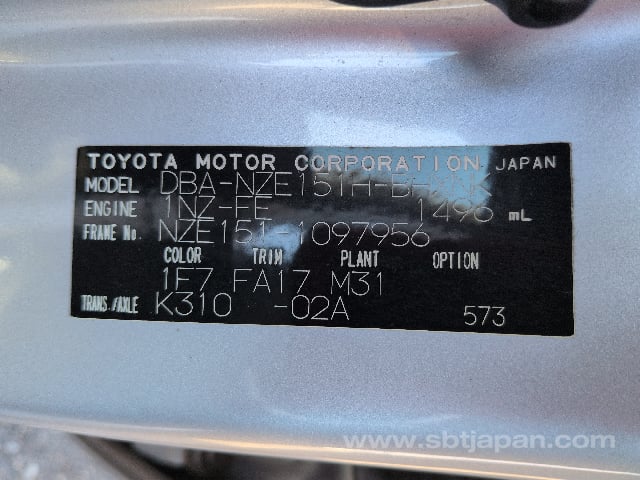 TOYOTA MOTOR CORPORATION JAPAN
MODEL DBA-NZE151H-
ENGINE 1NZ-FE 1496 mL
FRAME No. NZE151-1097956
COLOR TRIM PLANT OPTION
1F7 FA17 M31
TRANS./AXLE K310 -02A 573
www.sbtjapan.com